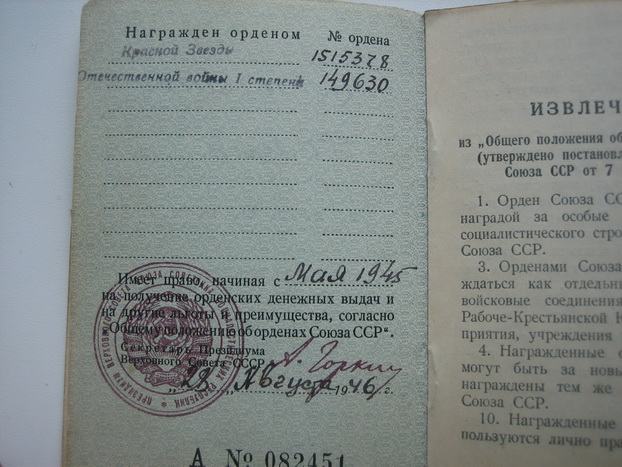 Награжден орденом № ордена
Красной Звезды 1515378
Отечественной войны I степени 149630
Имеет право, начиная с Мая 1945
на получение орденских денежных выдач и
на другие льготы и преимущества, согласно
„Общему положению об орденах Союза ССР“.
Секретарь Президиума
Верховного Совета СССР А. Горкин
„28„ Августа 1946 г.
А № 082451
ИЗВЛЕЧ
из „Общего положения об
(утверждено постановл
Союза ССР от 7
1. Орден Союза СС
наградой за особые
социалистического стро
Союза ССР.
3. Орденами Союза
ждаться как отдельн
войсковые соединения
Рабоче-Крестьянской К
приятия, учреждения
4. Награжденные о
могут быть за новы
награждены тем же
Союза ССР.
10. Награжденные
пользуются лично пра